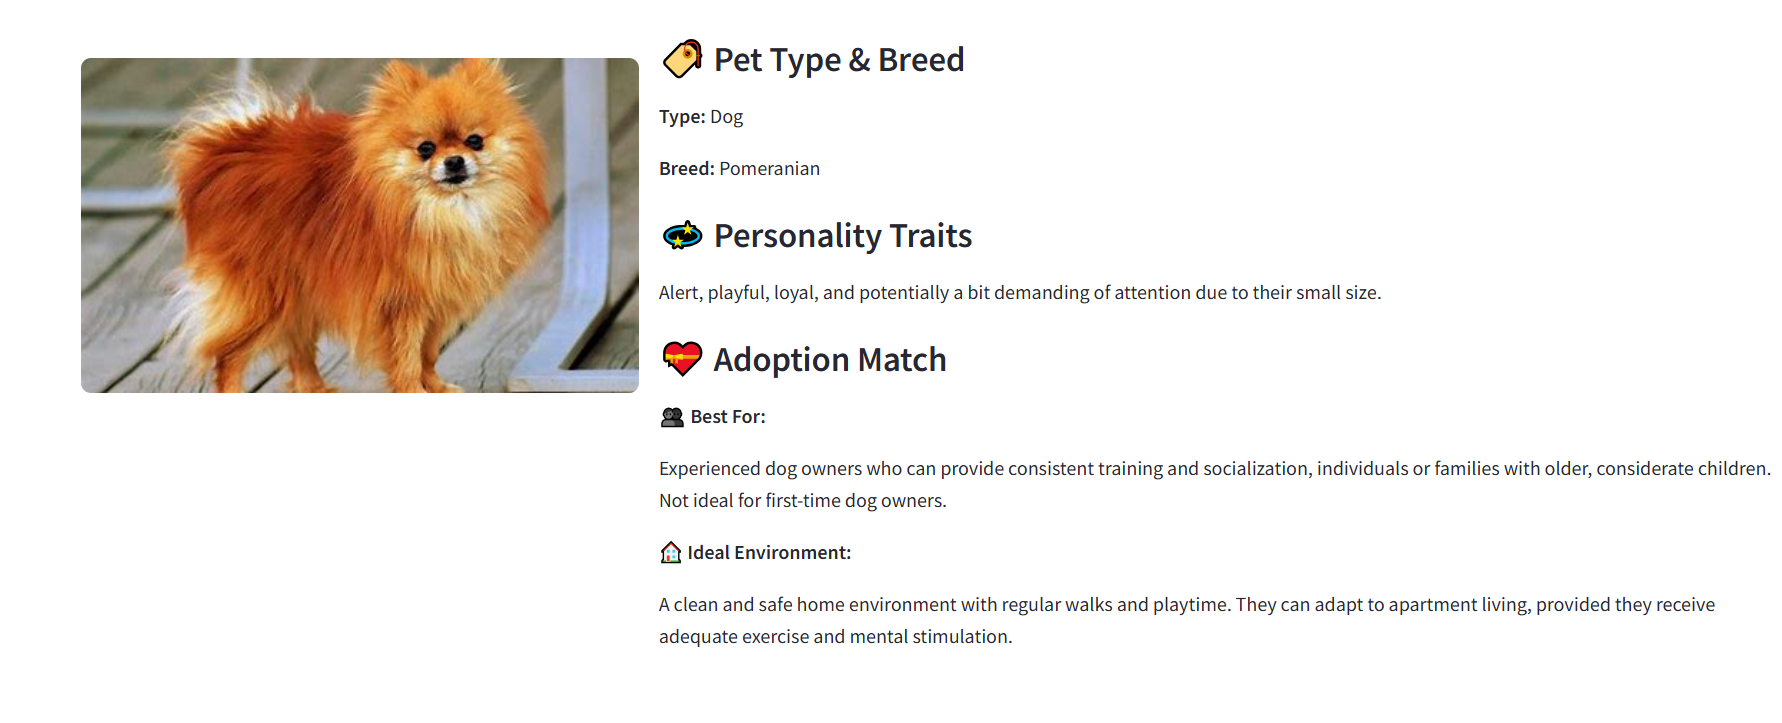 Pet Type & Breed
Type: Dog
Breed: Pomeranian
Personality Traits
Alert, playful, loyal, and potentially a bit demanding of attention due to their small size.
Adoption Match
Best For:
Experienced dog owners who can provide consistent training and socialization, individuals or families with older, considerate children.
Not ideal for first-time dog owners.
Ideal Environment:
A clean and safe home environment with regular walks and playtime. They can adapt to apartment living, provided they receive
adequate exercise and mental stimulation.